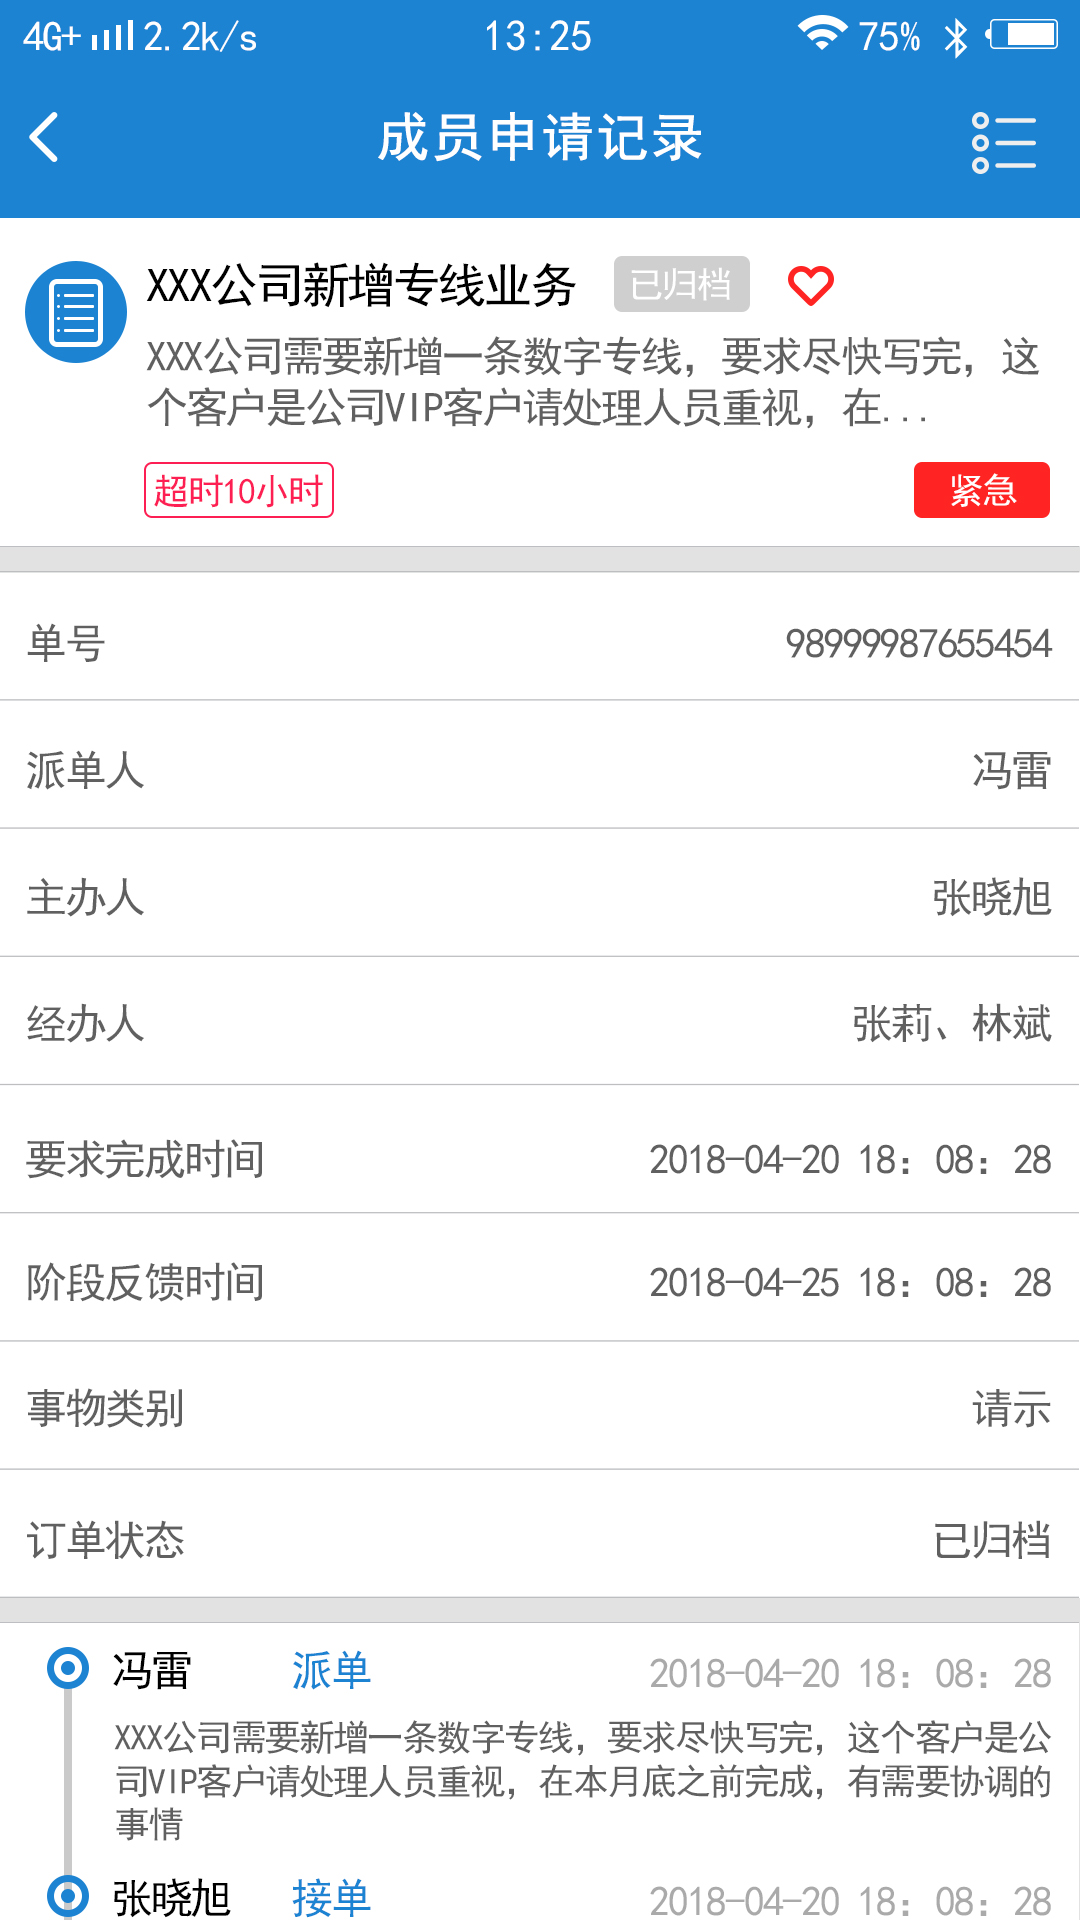 4G+ 2.2k/s 13:25 75%
成员申请记录
XXX公司新增专线业务 已归档
XXX公司需要新增一条数字专线，要求尽快写完，这
个客户是公司VIP客户请处理人员重视，在...
超时10小时 紧急
单号 98999987655454
派单人 冯雷
主办人 张晓旭
经办人 张莉、林斌
要求完成时间 2018-04-20 18：08：28
阶段反馈时间 2018-04-25 18：08：28
事物类别 请示
订单状态 已归档
冯雷 派单 2018-04-20 18：08：28
XXX公司需要新增一条数字专线，要求尽快写完，这个客户是公
司VIP客户请处理人员重视，在本月底之前完成，有需要协调的
事情
张晓旭 接单 2018-04-20 18：08：28